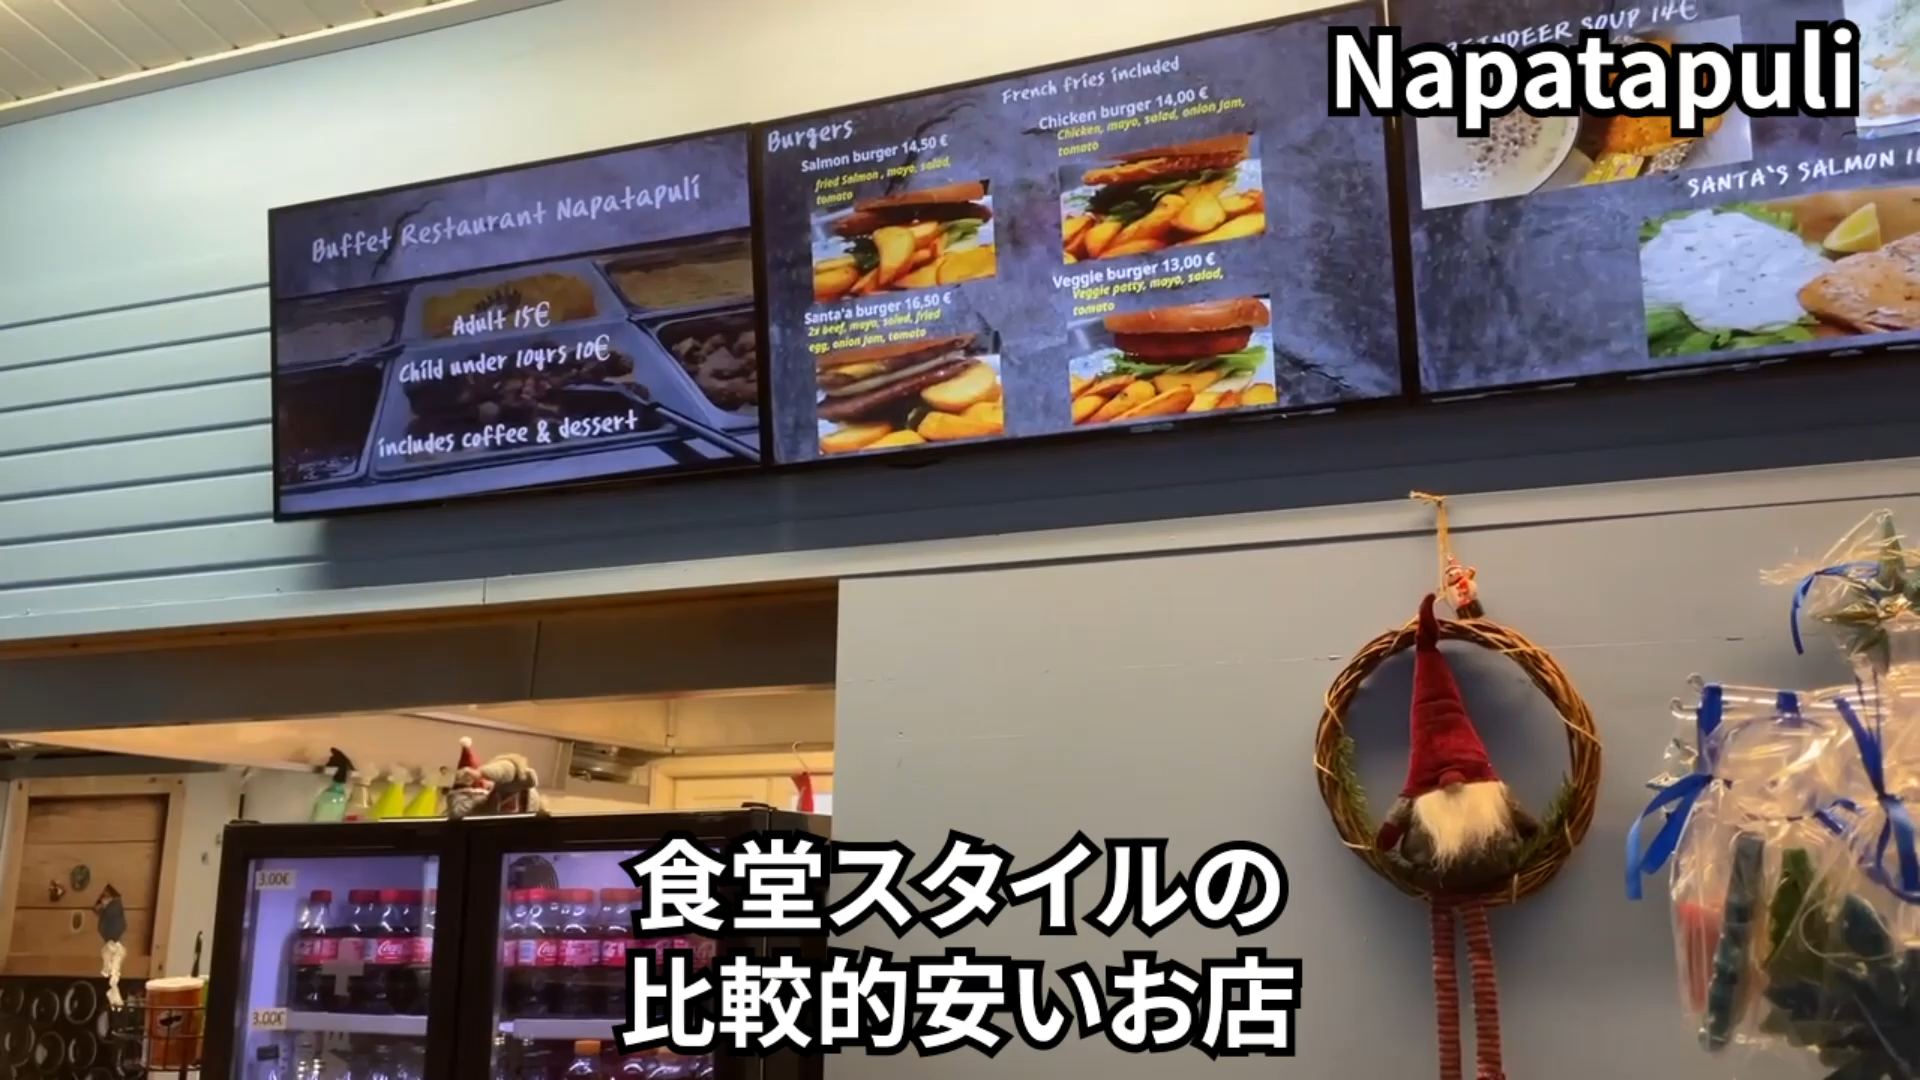 Napatapuli
Buffet Restaurant Napatapuli
Adult 15€
Child under 10yrs 10€
includes coffee & dessert
Burgers
French fries included
Salmon burger 14,50 €
fried Salmon , mayo, salad,
tomato
Chicken burger 14,00 €
Chicken, mayo, salad, onion jam,
tomato
Santa'a burger 16,50 €
2x beef, mayo, salad, fried
egg, onion jam, tomato
Veggie burger 13,00 €
Veggie patty, mayo, salad,
tomato
REINDEER SOUP 14€
SANTA'S SALMON
3.00€
3.00€
食堂スタイルの
比較的安いお店